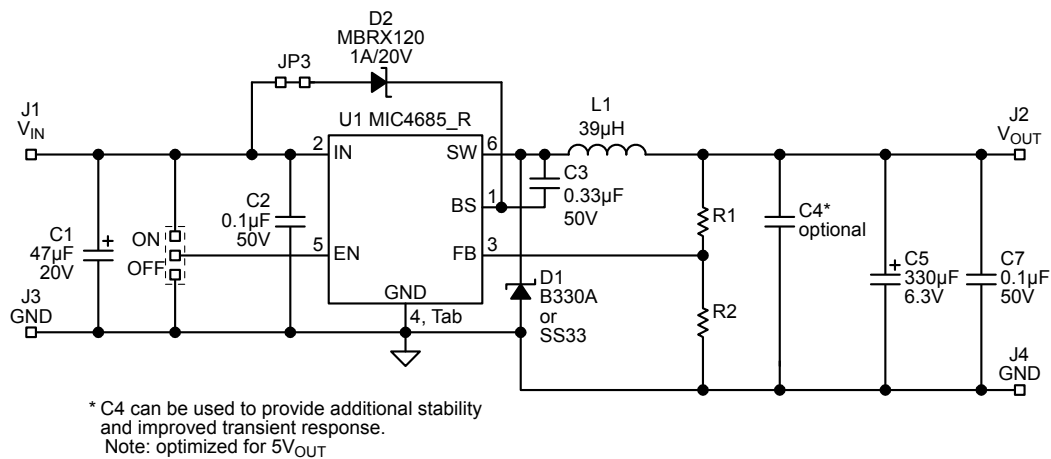 D2
MBRX120
1A/20V
JP3
U1 MIC4685_R
L1
39µH
J1
VIN
J2
VOUT
2
IN
SW
6
C3
0.33µF
50V
BS
1
R1
C4*
optional
C2
0.1µF
50V
C1
+
47µF
20V
ON
OFF
5
EN
FB
3
D1
B330A
or
SS33
R2
+
C5
330µF
6.3V
C7
0.1µF
50V
J3
GND
GND
4, Tab
J4
GND
* C4 can be used to provide additional stability
and improved transient response.
Note: optimized for 5VOUT